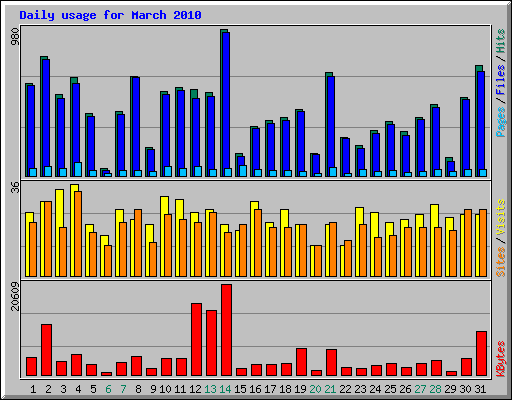 Daily usage for March 2010
980
Pages / Files / Hits
36
Sites / Visits
20609
KBytes
1 2 3 4 5 6 7 8 9 10 11 12 13 14 15 16 17 18 19 20 21 22 23 24 25 26 27 28 29 30 31